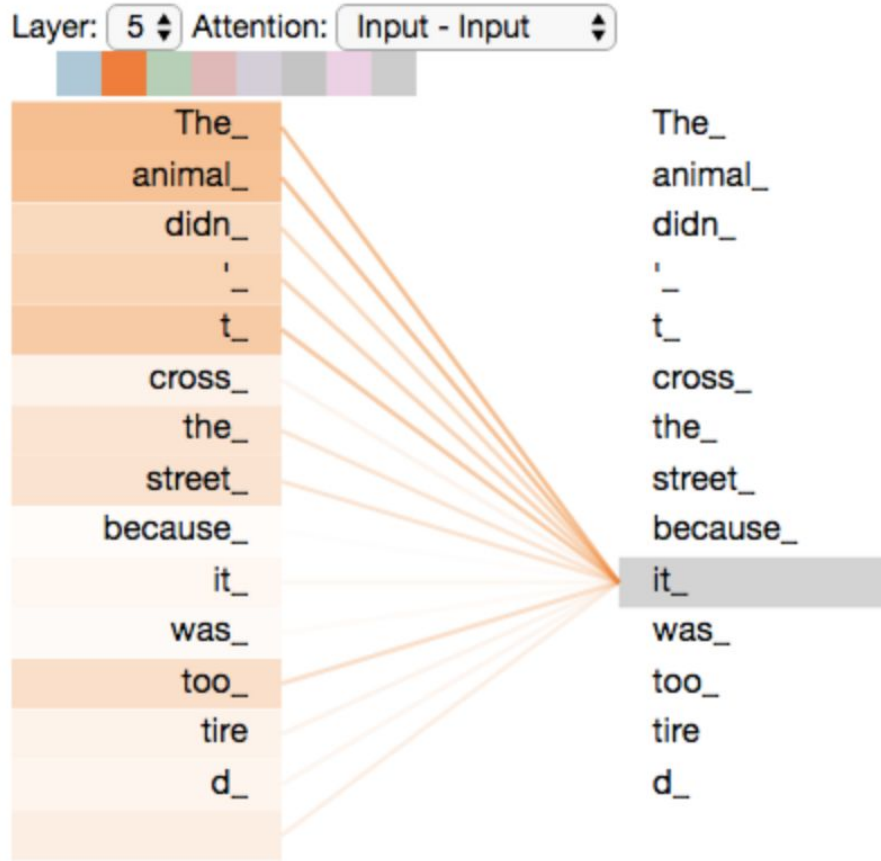 Layer: 5 Attention: Input - Input
The_ The_
animal_ animal_
didn_ didn_
'_ '_
t_ t_
cross_ cross_
the_ the_
street_ street_
because_ because_
it_ it_
was_ was_
too_ too_
tire tire
d_ d_